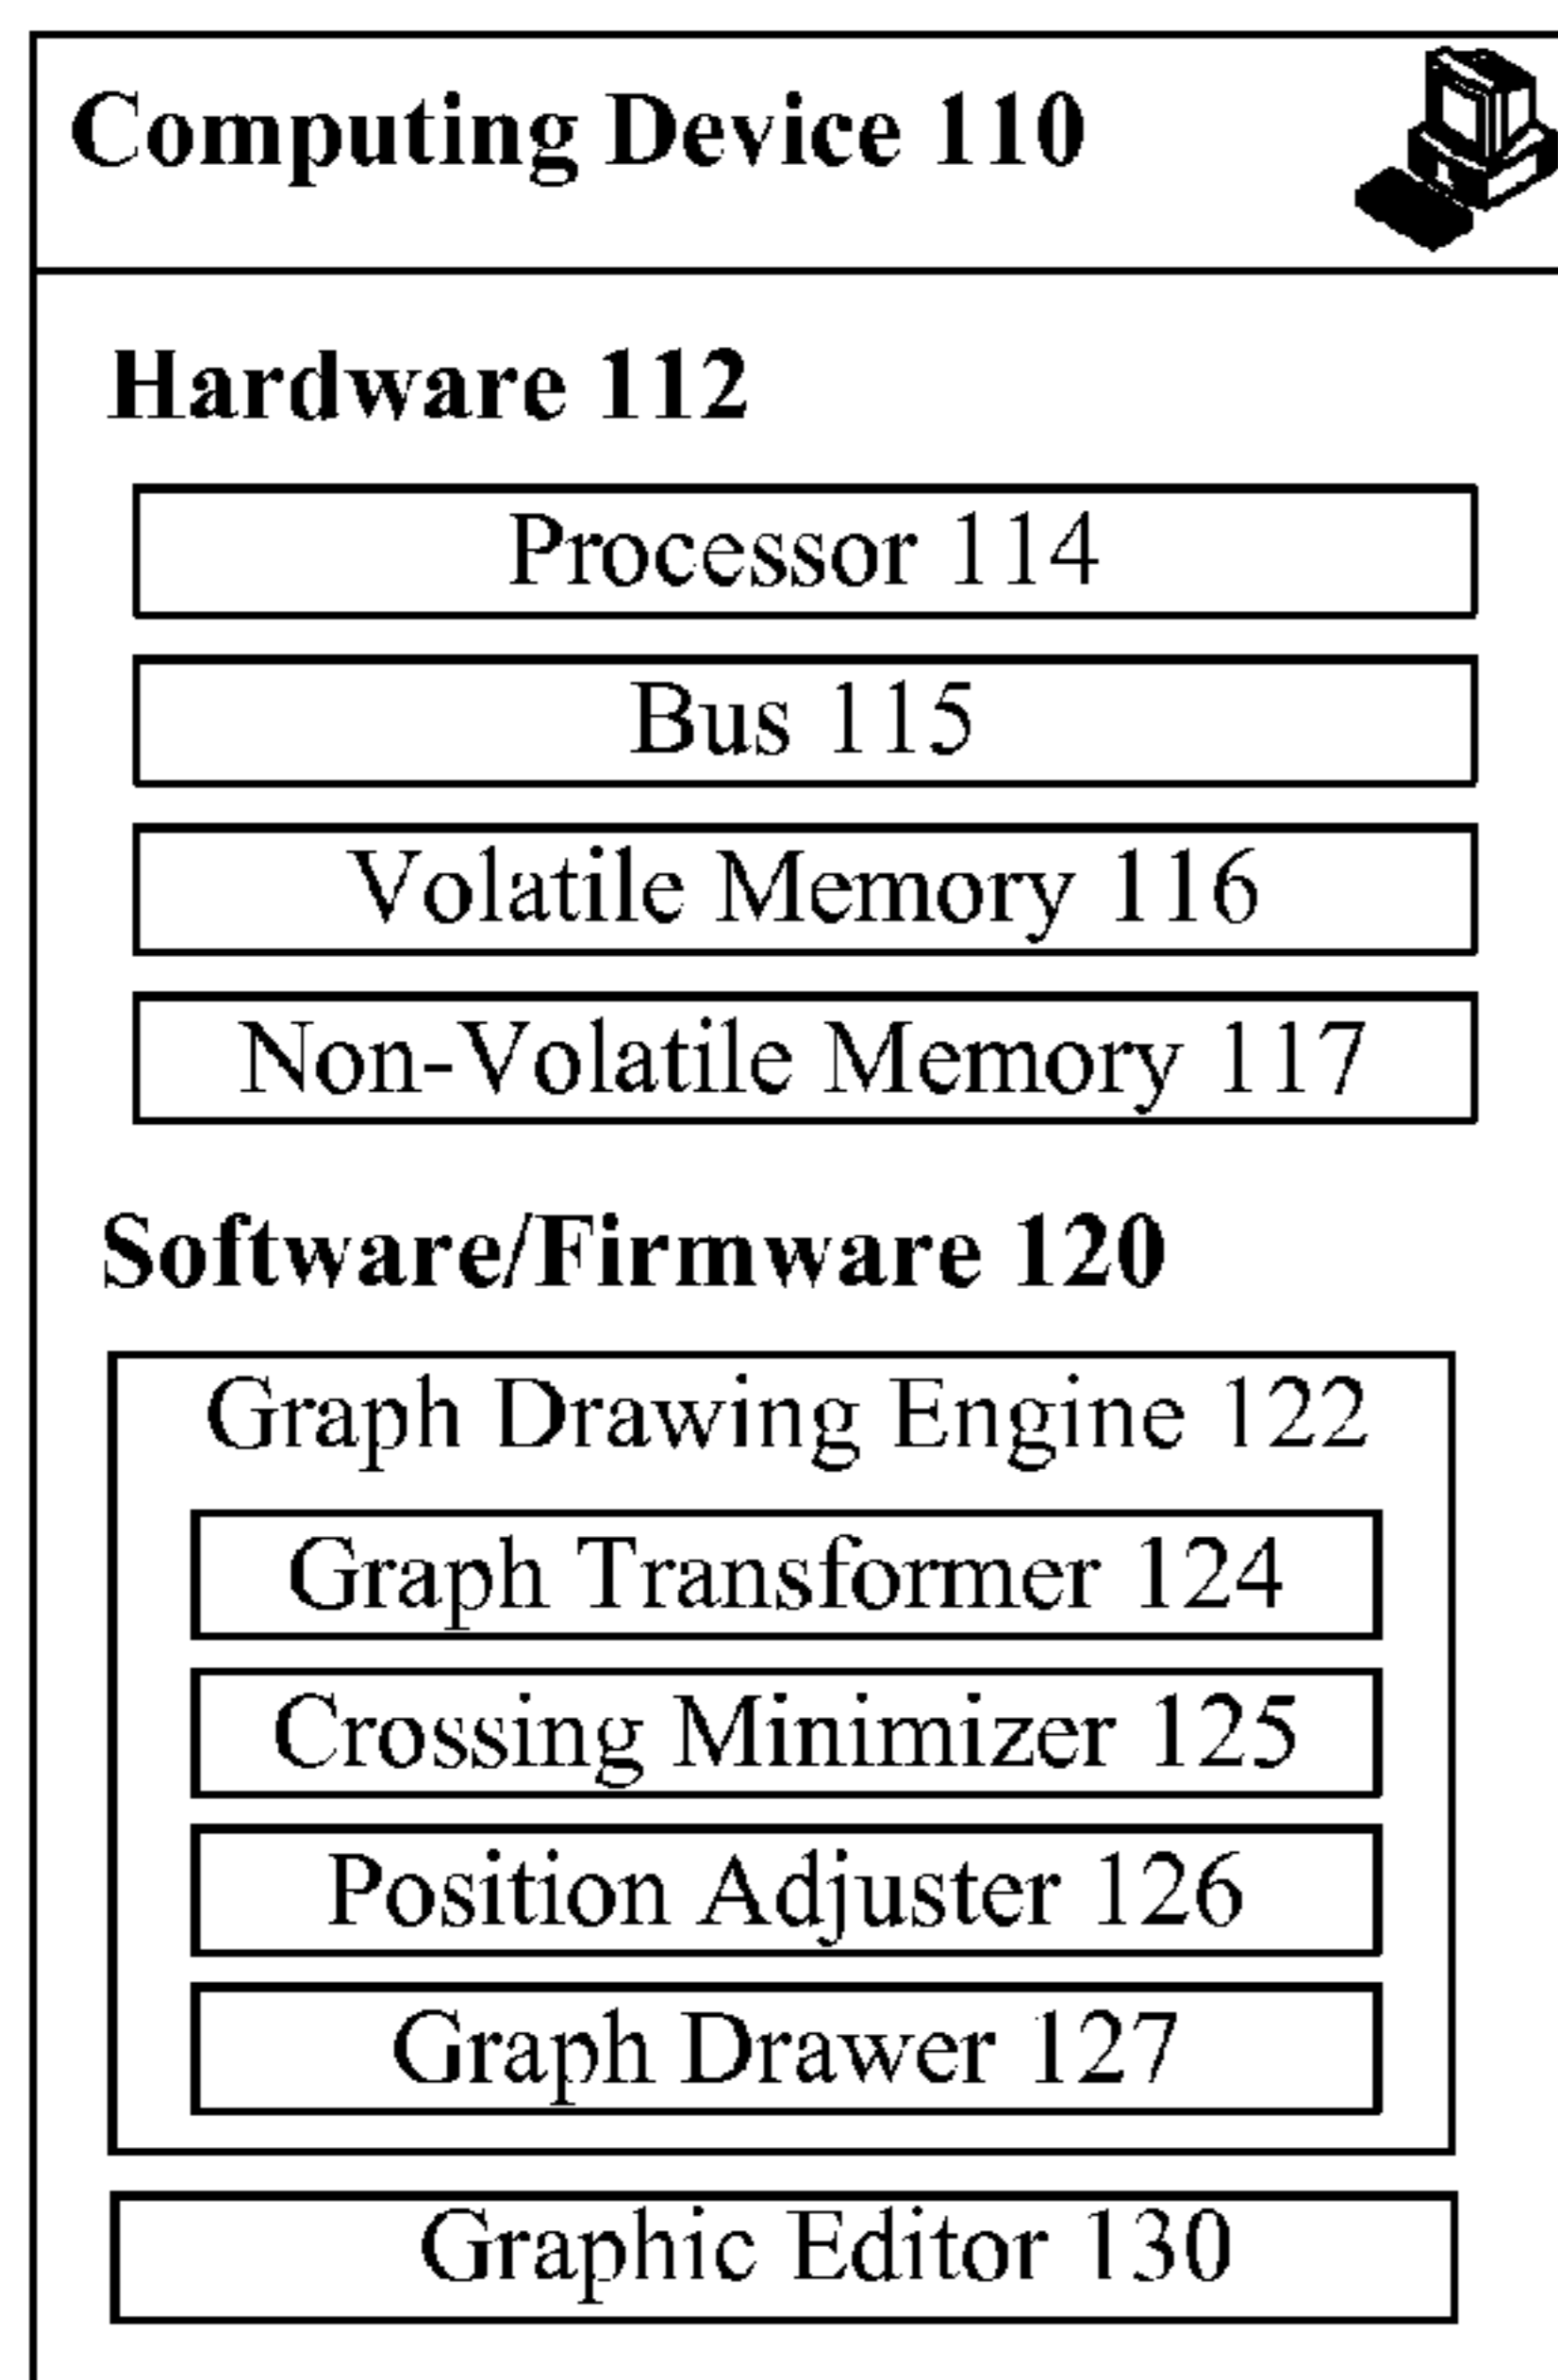 Computing Device 110
Hardware 112
Processor 114
Bus 115
Volatile Memory 116
Non-Volatile Memory 117
Software/Firmware 120
Graph Drawing Engine 122
Graph Transformer 124
Crossing Minimizer 125
Position Adjuster 126
Graph Drawer 127
Graphic Editor 130